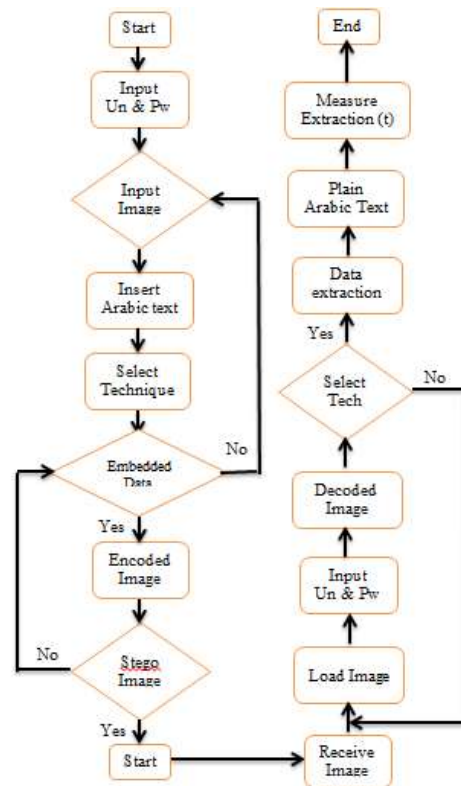 Start
Input
Un & Pw
Input
Image
Insert
Arabic text
Select
Technique
Embedded
Data
No
Yes
Encoded
Image
Stego
Image
No
Yes
Start
End
Measure
Extraction (t)
Plain
Arabic Text
Data
extraction
Yes
Select
Tech
No
Decoded
Image
Input
Un & Pw
Load Image
Receive
Image